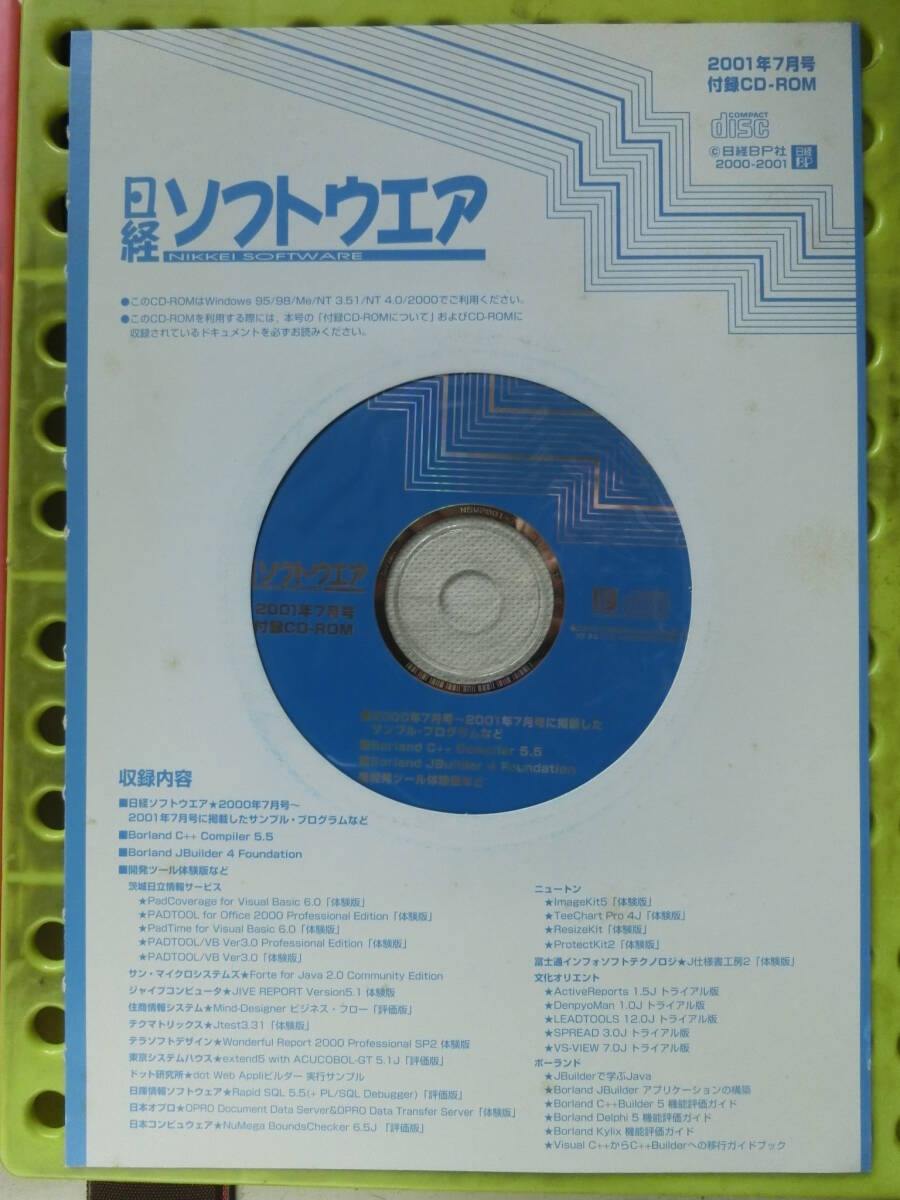 2001年7月号
付録CD-ROM
COMPACT
disc
©日経BP社
2000-2001
日経
BP
日経ソフトウエア
NIKKEI SOFTWARE
●このCD-ROMはWindows 95/98/Me/NT 3.51/NT 4.0/2000でご利用ください。
●このCD-ROMを利用する際には、本号の「付録CD-ROMについて」およびCD-ROMに
収録されているドキュメントを必ずお読みください。
ソフトウエア
2001年7月号
付録CD-ROM
■2000年7月号～2001年7月号に掲載した
サンプル・プログラムなど
■Borland C++ Compiler 5.5
■Borland JBuilder 4 Foundation
■開発ツール体験版など
収録内容
■日経ソフトウエア★2000年7月号～
2001年7月号に掲載したサンプル・プログラムなど
■Borland C++ Compiler 5.5
■Borland JBuilder 4 Foundation
■開発ツール体験版など
茨城日立情報サービス
★PadCoverage for Visual Basic 6.0「体験版」
★PADTOOL for Office 2000 Professional Edition「体験版」
★PadTime for Visual Basic 6.0「体験版」
★PADTOOL/VB Ver3.0 Professional Edition「体験版」
★PADTOOL/VB Ver3.0「体験版」
サン・マイクロシステムズ★Forte for Java 2.0 Community Edition
ジャイブコンピュータ★JIVE REPORT Version5.1 体験版
住商情報システム★Mind-Designer ビジネス・フロー「評価版」
テクマトリックス★Jtest3.31「体験版」
テラソフトデザイン★Wonderful Report 2000 Professional SP2 体験版
東京システムハウス★extend5 with ACUCOBOL-GT 5.1J「評価版」
ドット研究所★dot Web Appliビルダー 実行サンプル
日揮情報ソフトウェア★Rapid SQL 5.5(+ PL/SQL Debugger)「評価版」
日本オプロ★OPRO Document Data Server&OPRO Data Transfer Server「体験版」
日本コンピュウェア★NuMega BoundsChecker 6.5J 「評価版」
ニュートン
★ImageKit5「体験版」
★TeeChart Pro 4J「体験版」
★ResizeKit「体験版」
★ProtectKit2「体験版」
富士通インフォソフトテクノロジ★J仕様書工房2「体験版」
文化オリエント
★ActiveReports 1.5J トライアル版
★DenpyoMan 1.0J トライアル版
★LEADTOOLS 12.0J トライアル版
★SPREAD 3.0J トライアル版
★VS-VIEW 7.0J トライアル版
ボーランド
★JBuilderで学ぶJava
★Borland JBuilder アプリケーションの構築
★Borland C++Builder 5 機能評価ガイド
★Borland Delphi 5 機能評価ガイド
★Borland Kylix 機能評価ガイド
★Visual C++からC++Builderへの移行ガイドブック